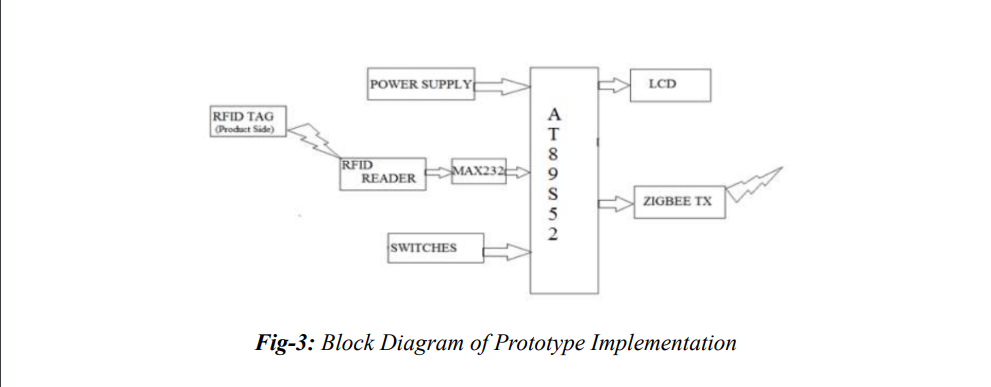 POWER SUPPLY
LCD
RFID TAG
(Product Side)
A
T
8
9
S
5
2
RFID
READER
MAX232
ZIGBEE TX
SWITCHES
Fig-3: Block Diagram of Prototype Implementation